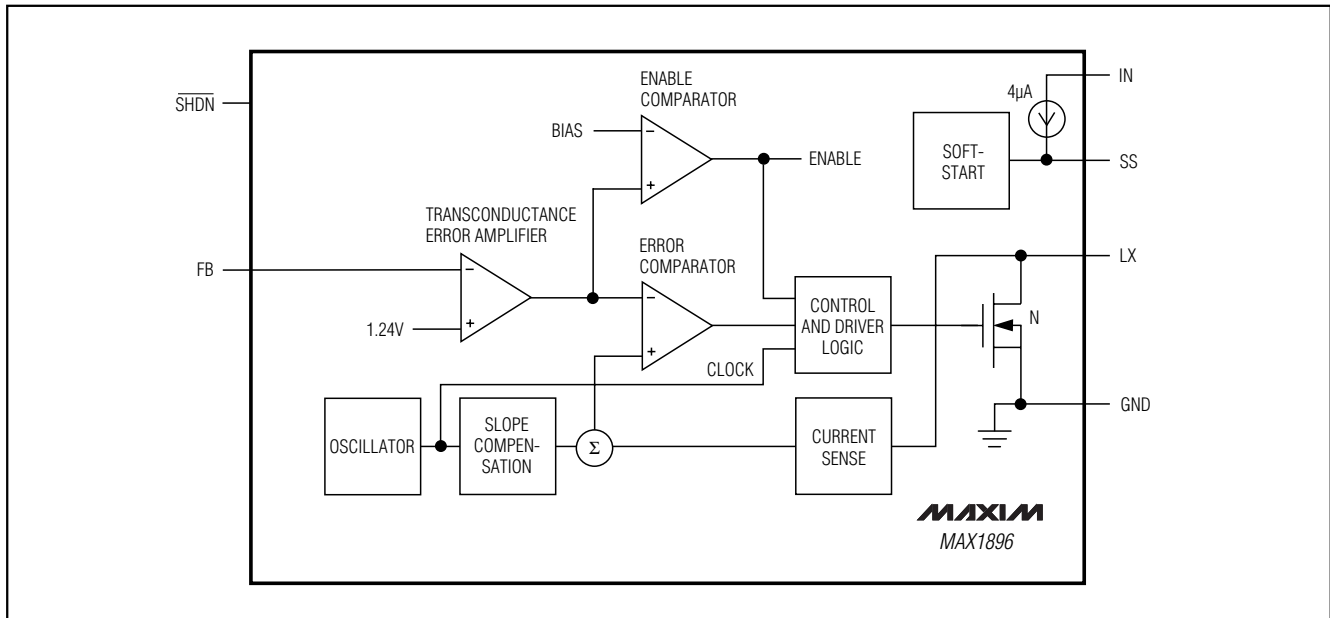 SHDN
ENABLE
COMPARATOR
BIAS
−
+
ENABLE
4µA
IN
SOFT-
START
SS
TRANSCONDUCTANCE
ERROR AMPLIFIER
FB
−
1.24V
+
ERROR
COMPARATOR
−
+
CLOCK
CONTROL
AND DRIVER
LOGIC
LX
N
GND
OSCILLATOR
SLOPE
COMPEN-
SATION
Σ
CURRENT
SENSE
MAXIM
MAX1896